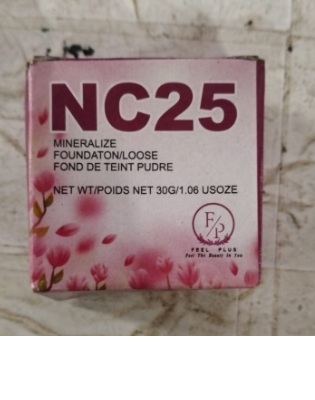 NC25
MINERALIZE
FOUNDATON/LOOSE
FOND DE TEINT PUDRE
NET WT/POIDS NET 30G/1.06 USOZE
F/P
FEEL PLUS
Feel The Beauty In You